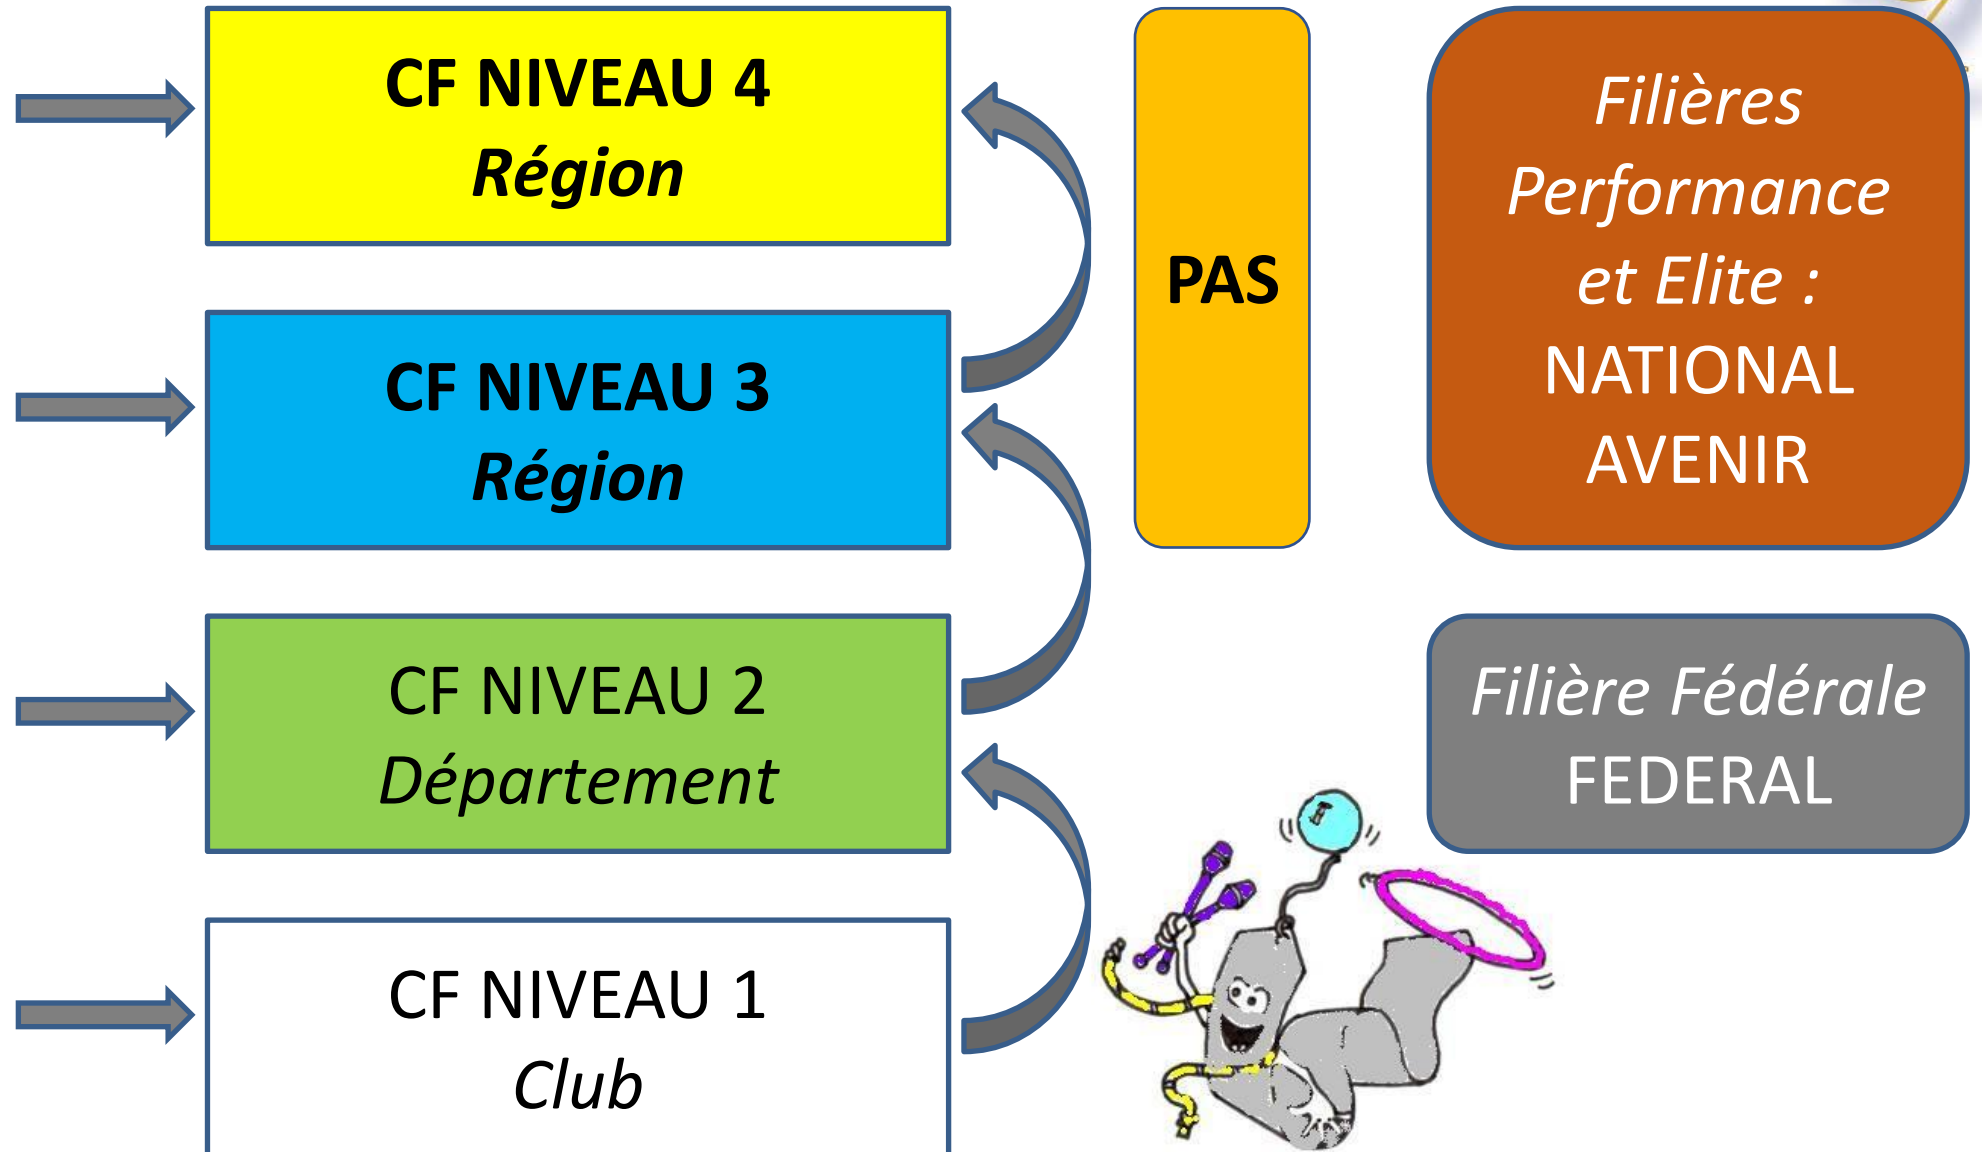 CF NIVEAU 4
Région
CF NIVEAU 3
Région
CF NIVEAU 2
Département
CF NIVEAU 1
Club
PAS
Filières
Performance
et Elite :
NATIONAL
AVENIR
Filière Fédérale
FEDERAL